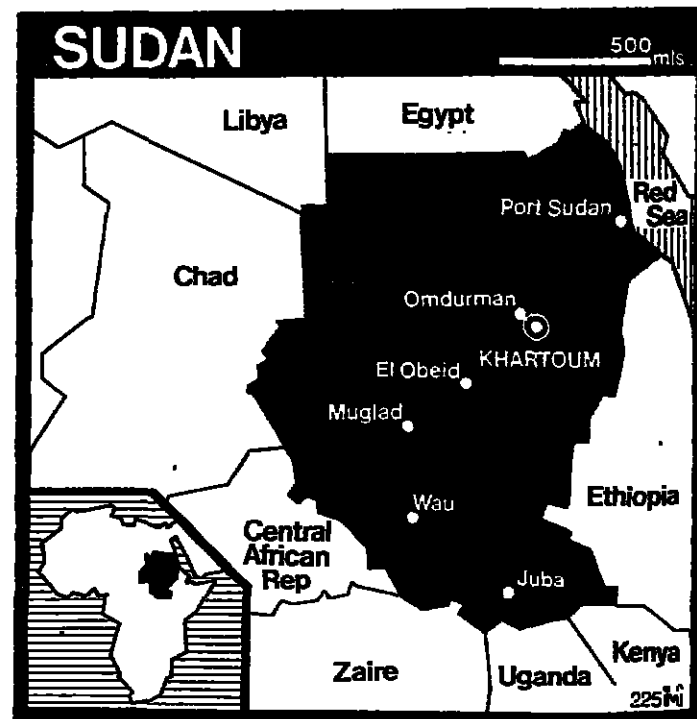 SUDAN
500 mls
Libya
Egypt
Red
Sea
Port Sudan
Chad
Omdurman
KHARTOUM
El Obeid
Muglad
Ethiopia
Wau
Central
African
Rep
Juba
Zaire
Uganda
Kenya